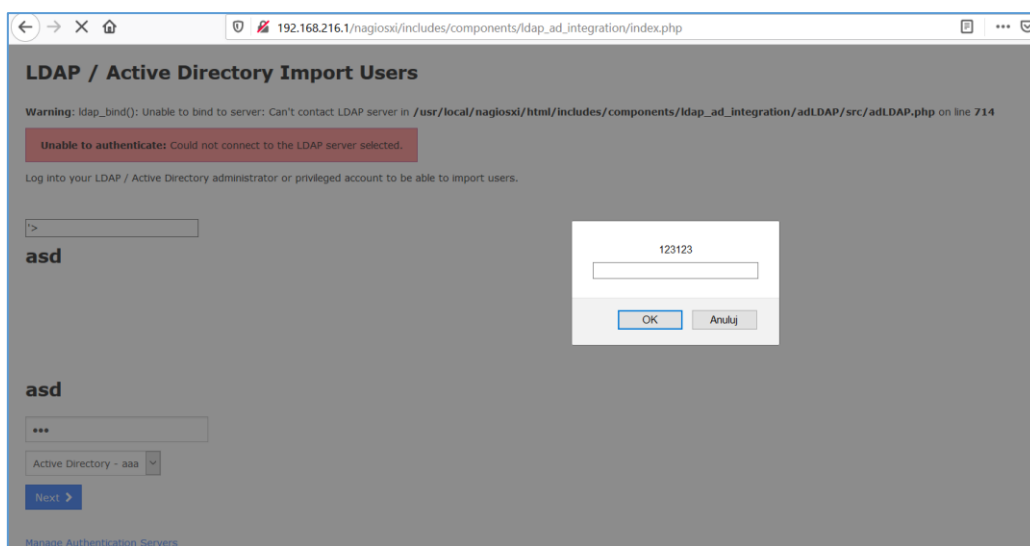 192.168.216.1/nagiosxi/includes/components/ldap_ad_integration/index.php
LDAP / Active Directory Import Users
Warning: ldap_bind(): Unable to bind to server: Can't contact LDAP server in /usr/local/nagiosxi/html/includes/components/ldap_ad_integration/adLDAP/src/adLDAP.php on line 714
Unable to authenticate: Could not connect to the LDAP server selected.
Log into your LDAP / Active Directory administrator or privileged account to be able to import users.
'>
asd
123123
OK Anuluj
asd
•••
Active Directory - aaa
Next
Manage Authentication Servers